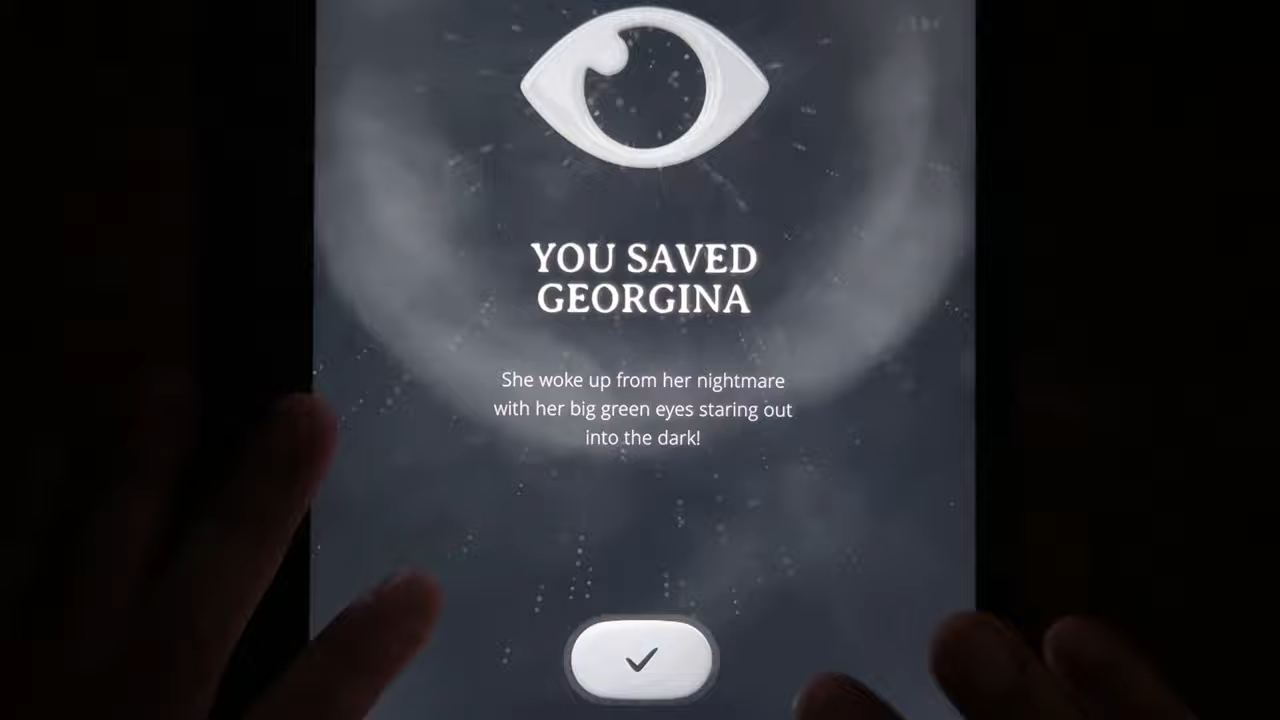 YOU SAVED
GEORGINA
She woke up from her nightmare
with her big green eyes staring out
into the dark!